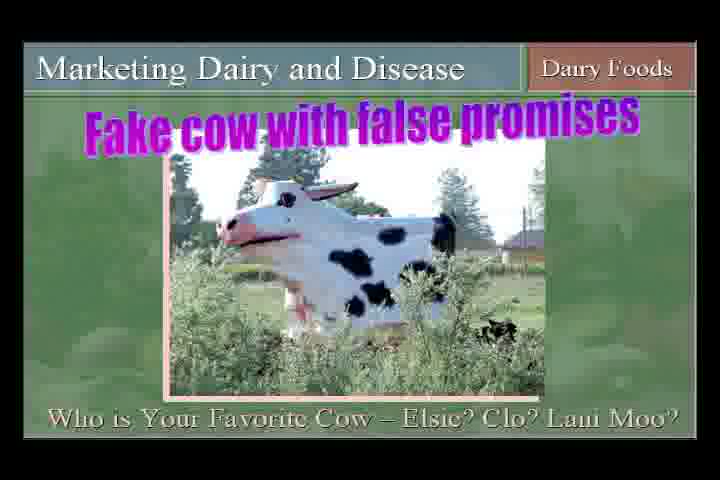 Marketing Dairy and Disease
Dairy Foods
Fake cow with false promises
Who is Your Favorite Cow – Elsie? Clo? Lani Moo?